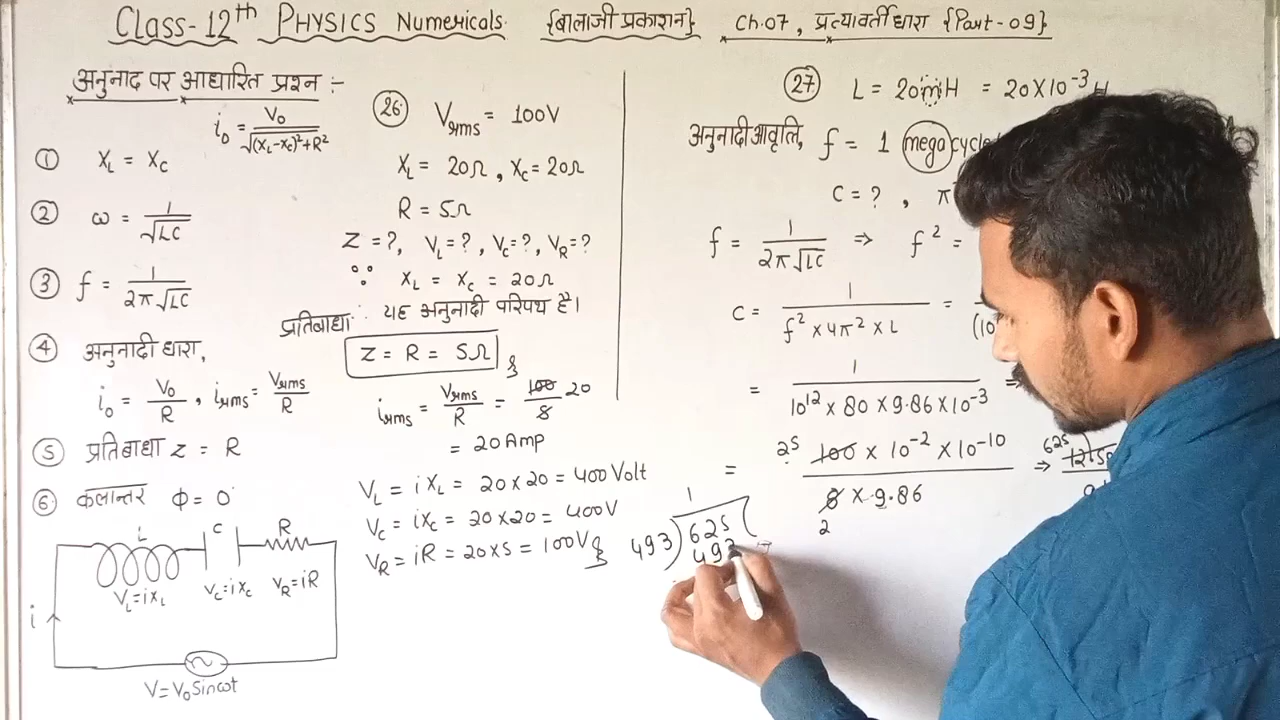 Class-12th PHYSICS Numericals. {बालाजी प्रकाशन} Ch.07, प्रत्यावर्ती धारा {Part-09}
अनुनाद पर आधारित प्रश्न :-
i₀ = V₀/√((XL-XC)²+R²)
① XL = XC
② ω = 1/√LC
③ f = 1/2π√LC
④ अनुनादी धारा,
i₀ = V₀/R , irms = Vrms/R
⑤ प्रतिबाधा Z = R
⑥ कलान्तर Φ = 0
L C R
VL=iXL VC=iXC VR=iR
i
V=V₀Sinωt
㉖ Vrms = 100V
XL = 20Ω , XC = 20Ω
R = 5Ω
Z = ?, VL = ?, VC = ?, VR = ?
∵ XL = XC = 20Ω
∴ यह अनुनादी परिपथ है।
प्रतिबाधा
Z = R = 5Ω
irms = Vrms/R = 100/5 20
= 20 Amp
VL = iXL = 20×20 = 400 Volt
VC = iXC = 20×20 = 400V
VR = iR = 20×5 = 100V
㉗ L = 20mH = 20×10⁻³ H
अनुनादी आवृति, f = 1 mega
C = ? ,
f = 1/2π√LC ⇒ f² =
C = 1/f²×4π²×L =
= 1/10¹²×80×9.86×10⁻³ =
= 25 100×10⁻²×10⁻¹⁰/8×9.86 ⇒ 625
2
1
493) 625 (